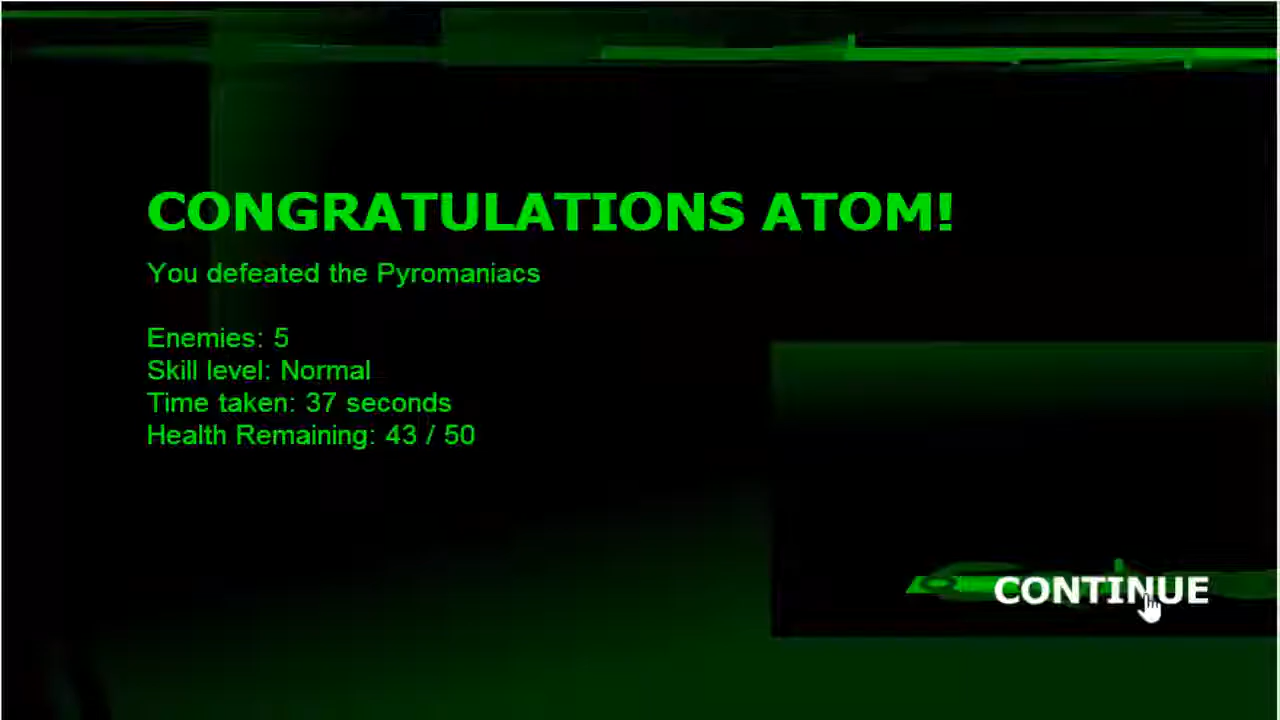 CONGRATULATIONS ATOM!
You defeated the Pyromaniacs
Enemies: 5
Skill level: Normal
Time taken: 37 seconds
Health Remaining: 43 / 50
CONTINUE